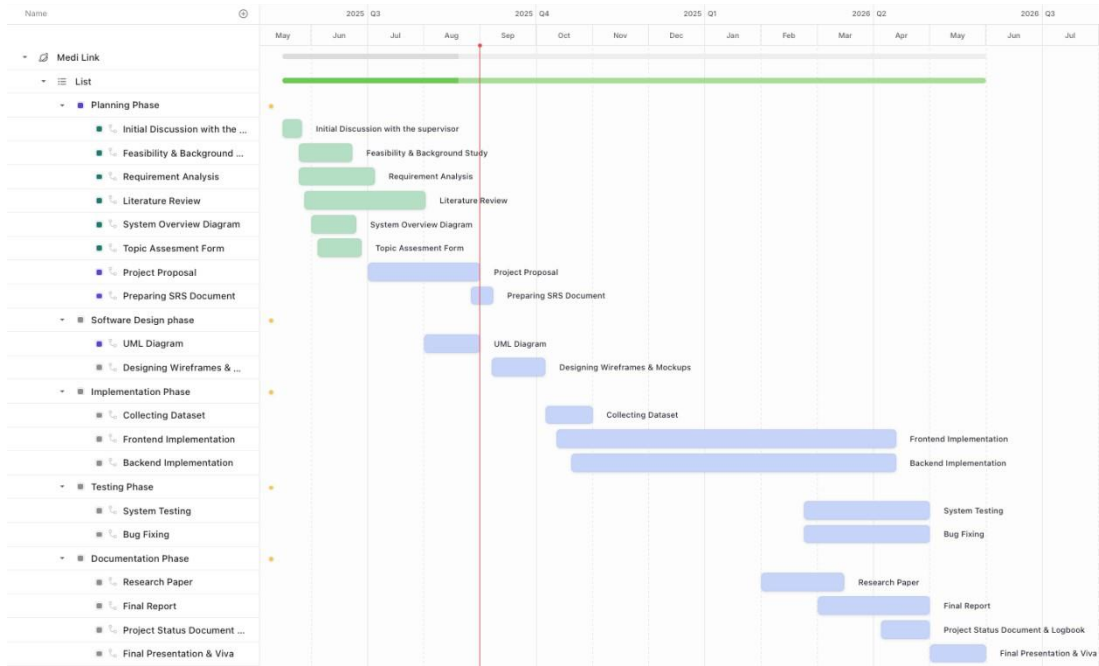 Name 2025 Q3 2025 Q4 2025 Q1 2026 Q2 2026 Q3
May Jun Jul Aug Sep Oct Nov Dec Jan Feb Mar Apr May Jun Jul
Medi Link
List
Planning Phase
Initial Discussion with the ... Initial Discussion with the supervisor
Feasibility & Background ... Feasibility & Background Study
Requirement Analysis Requirement Analysis
Literature Review Literature Review
System Overview Diagram System Overview Diagram
Topic Assesment Form Topic Assesment Form
Project Proposal Project Proposal
Preparing SRS Document Preparing SRS Document
Software Design phase
UML Diagram UML Diagram
Designing Wireframes & ... Designing Wireframes & Mockups
Implementation Phase
Collecting Dataset Collecting Dataset
Frontend Implementation Frontend Implementation
Backend Implementation Backend Implementation
Testing Phase
System Testing System Testing
Bug Fixing Bug Fixing
Documentation Phase
Research Paper Research Paper
Final Report Final Report
Project Status Document ... Project Status Document & Logbook
Final Presentation & Viva Final Presentation & Viva